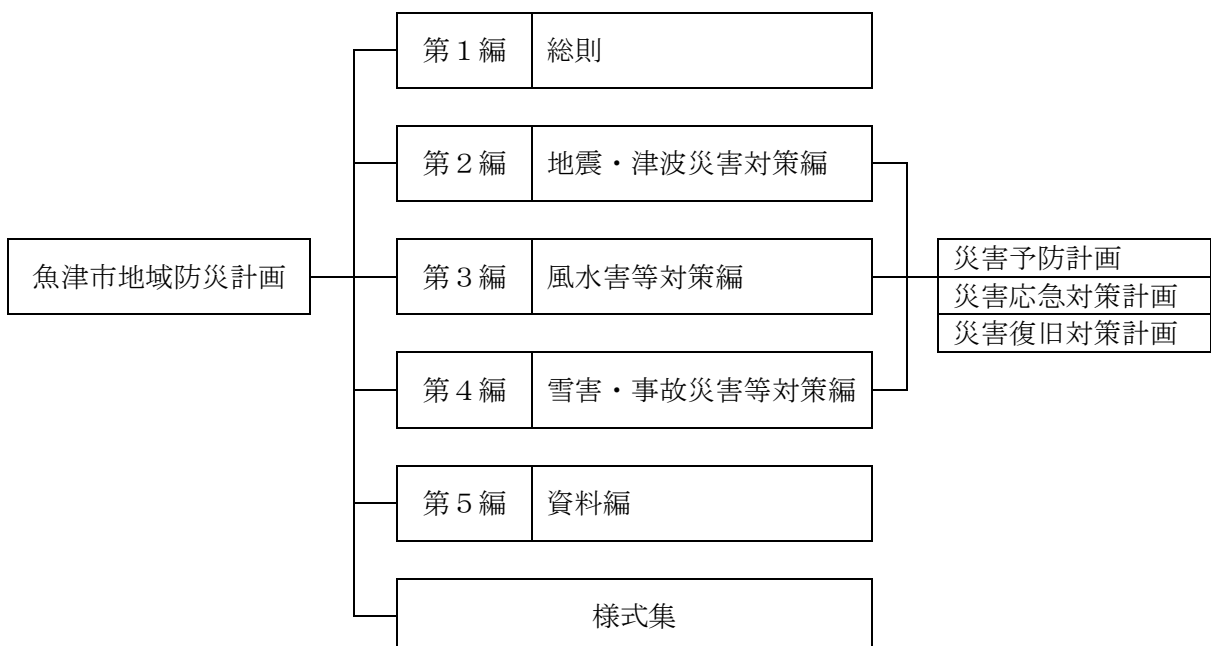 第１編 総則
第２編 地震・津波災害対策編
魚津市地域防災計画
第３編 風水害等対策編
災害予防計画
災害応急対策計画
災害復旧対策計画
第４編 雪害・事故災害等対策編
第５編 資料編
様式集